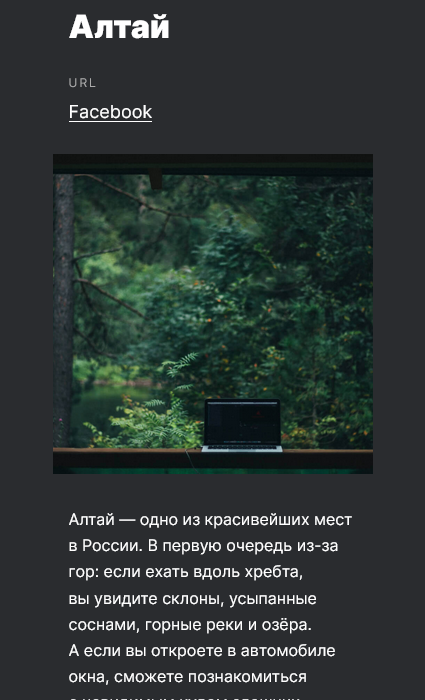 Алтай
URL
Facebook
Алтай — одно из красивейших мест
в России. В первую очередь из-за
гор: если ехать вдоль хребта,
вы увидите склоны, усыпанные
соснами, горные реки и озёра.
А если вы откроете в автомобиле
окна, сможете познакомиться